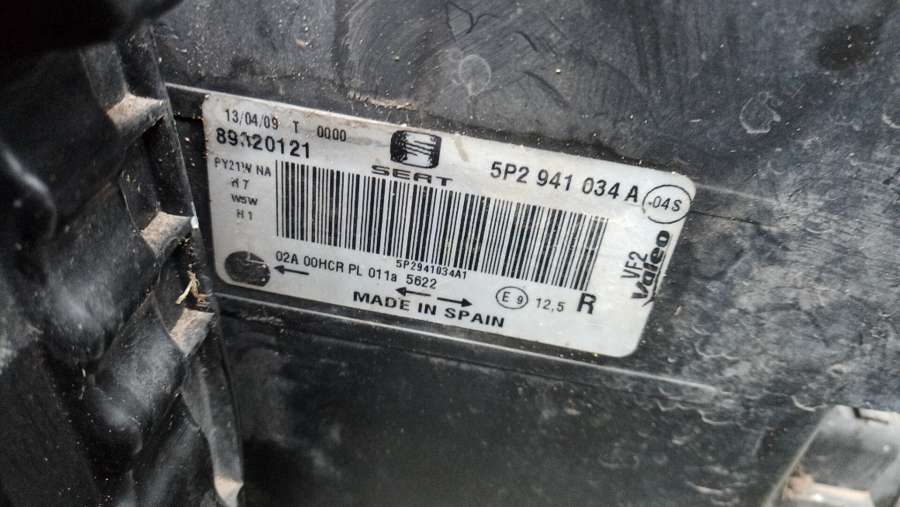 13/04/09 T 0000
89320121
SEAT
5P2 941 034 A
-04S
PY21W NA
H7
W5W
H1
5P2941034A1
VF2
Valeo
02A 00HCR PL 011a 5622
E 9 12,5 R
MADE IN SPAIN